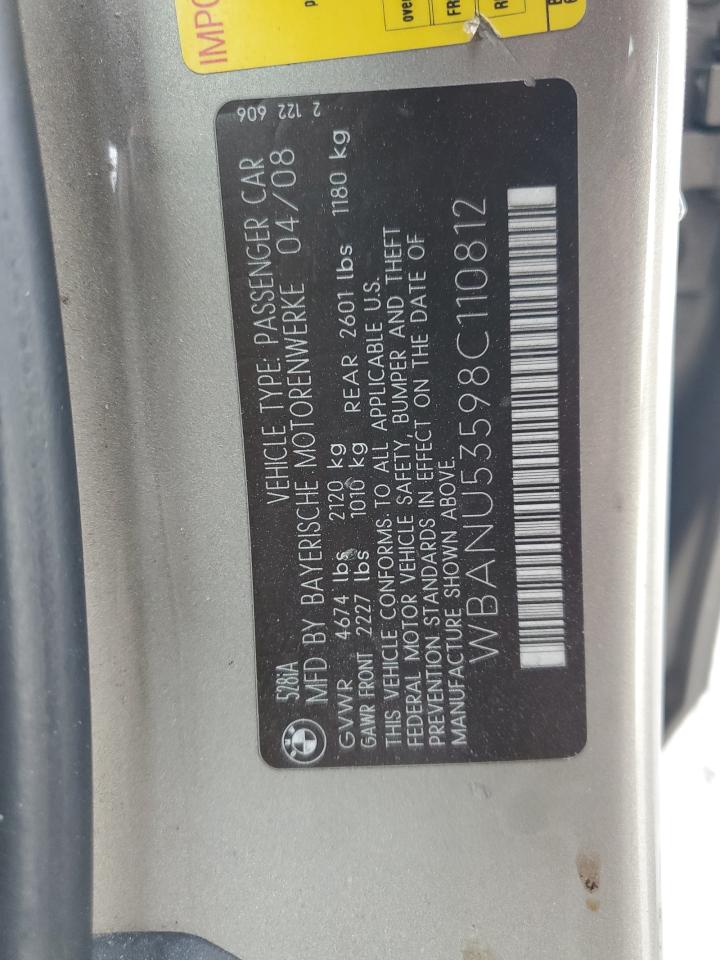 IMPO
over
FR
528iA
VEHICLE TYPE: PASSENGER CAR
2 122 606
MFD BY BAYERISCHE MOTORENWERKE 04/08
GVWR 4674 lbs 2120 kg
GAWR FRONT 2227 lbs 1010 kg REAR 2601 lbs 1180 kg
THIS VEHICLE CONFORMS TO ALL APPLICABLE U.S.
FEDERAL MOTOR VEHICLE SAFETY, BUMPER AND THEFT
PREVENTION STANDARDS IN EFFECT ON THE DATE OF
MANUFACTURE SHOWN ABOVE.
WBANU53598C110812